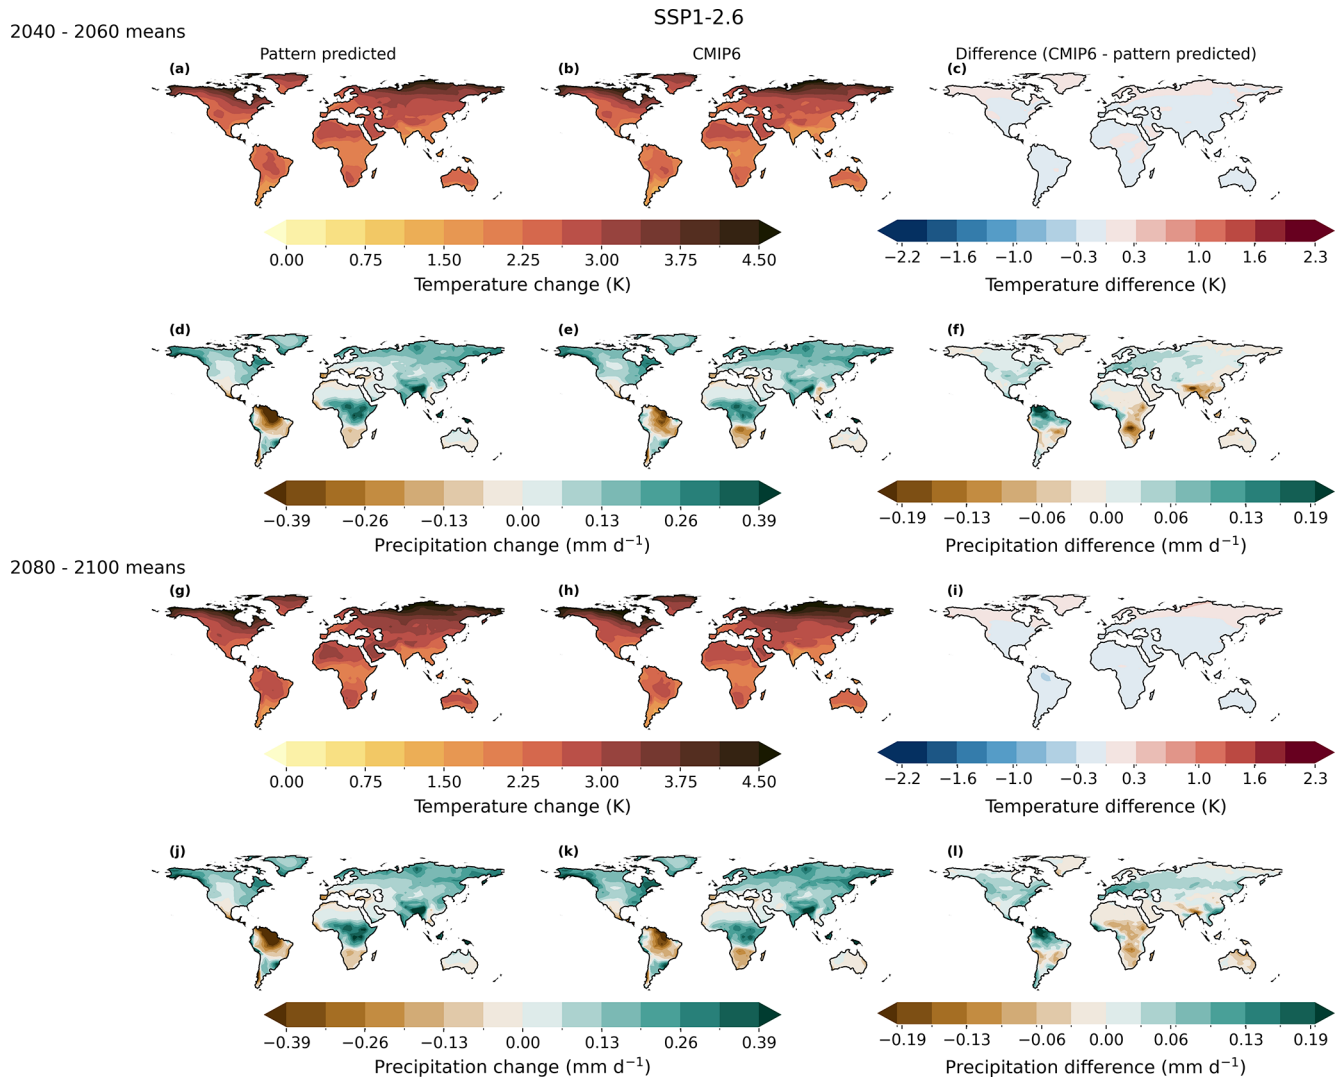 SSP1-2.6
2040 - 2060 means
Pattern predicted
CMIP6
Difference (CMIP6 - pattern predicted)
(a)
(b)
(c)
0.00 0.75 1.50 2.25 3.00 3.75 4.50
Temperature change (K)
−2.2 −1.6 −1.0 −0.3 0.3 1.0 1.6 2.3
Temperature difference (K)
(d)
(e)
(f)
−0.39 −0.26 −0.13 0.00 0.13 0.26 0.39
Precipitation change (mm d⁻¹)
−0.19 −0.13 −0.06 0.00 0.06 0.13 0.19
Precipitation difference (mm d⁻¹)
2080 - 2100 means
(g)
(h)
(i)
0.00 0.75 1.50 2.25 3.00 3.75 4.50
Temperature change (K)
−2.2 −1.6 −1.0 −0.3 0.3 1.0 1.6 2.3
Temperature difference (K)
(j)
(k)
(l)
−0.39 −0.26 −0.13 0.00 0.13 0.26 0.39
Precipitation change (mm d⁻¹)
−0.19 −0.13 −0.06 0.00 0.06 0.13 0.19
Precipitation difference (mm d⁻¹)